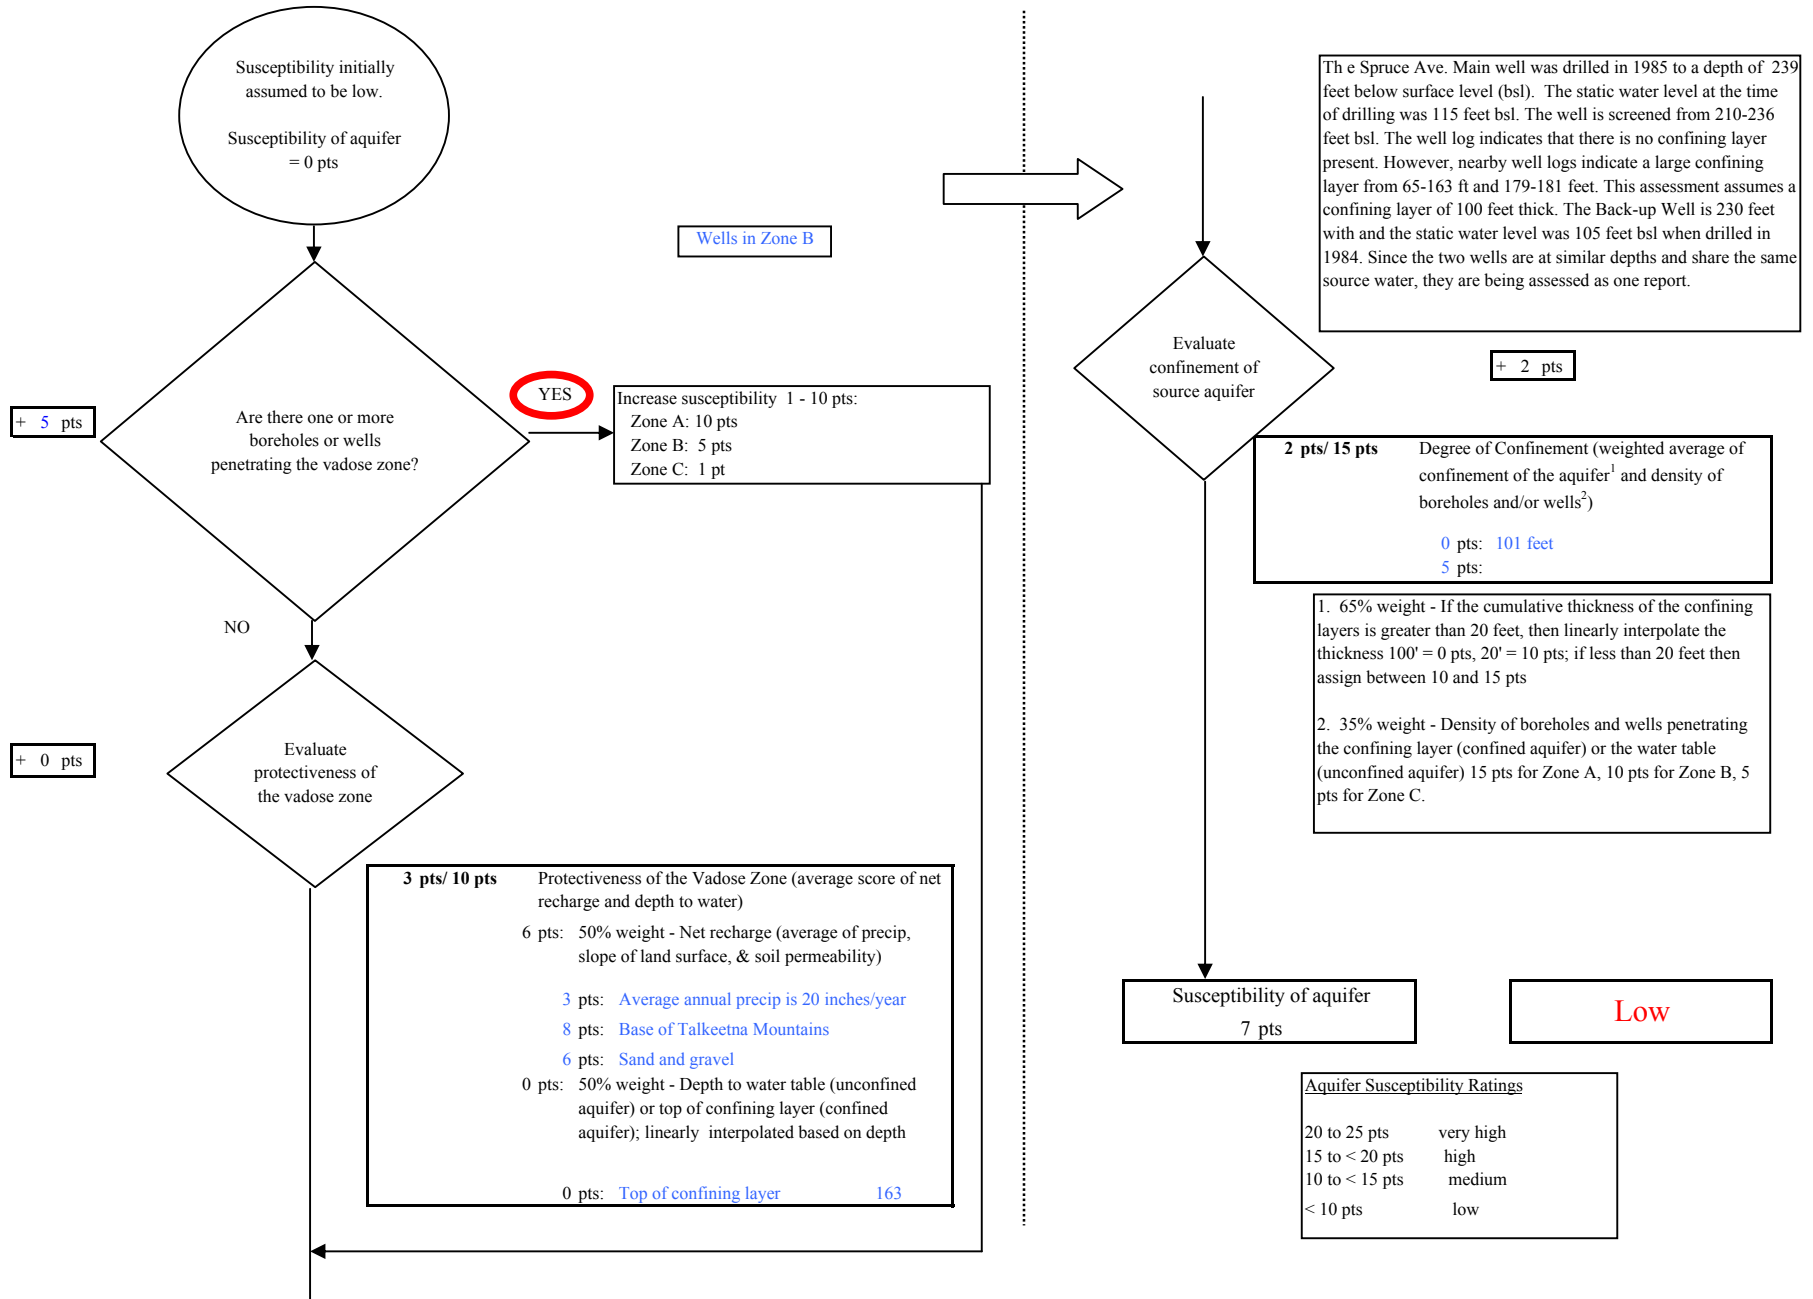 Susceptibility initially
assumed to be low.
Susceptibility of aquifer
= 0 pts
Wells in Zone B
+ 5 pts
Are there one or more
boreholes or wells
penetrating the vadose zone?
YES
Increase susceptibility 1 - 10 pts:
Zone A: 10 pts
Zone B: 5 pts
Zone C: 1 pt
NO
+ 0 pts
Evaluate
protectiveness of
the vadose zone
3 pts/ 10 pts Protectiveness of the Vadose Zone (average score of net
recharge and depth to water)
6 pts: 50% weight - Net recharge (average of precip,
slope of land surface, & soil permeability)
3 pts: Average annual precip is 20 inches/year
8 pts: Base of Talkeetna Mountains
6 pts: Sand and gravel
0 pts: 50% weight - Depth to water table (unconfined
aquifer) or top of confining layer (confined
aquifer); linearly interpolated based on depth
0 pts: Top of confining layer 163
Th e Spruce Ave. Main well was drilled in 1985 to a depth of 239
feet below surface level (bsl). The static water level at the time
of drilling was 115 feet bsl. The well is screened from 210-236
feet bsl. The well log indicates that there is no confining layer
present. However, nearby well logs indicate a large confining
layer from 65-163 ft and 179-181 feet. This assessment assumes a
confining layer of 100 feet thick. The Back-up Well is 230 feet
with and the static water level was 105 feet bsl when drilled in
1984. Since the two wells are at similar depths and share the same
source water, they are being assessed as one report.
Evaluate
confinement of
source aquifer
+ 2 pts
2 pts/ 15 pts Degree of Confinement (weighted average of
confinement of the aquifer1 and density of
boreholes and/or wells2)
0 pts: 101 feet
5 pts:
1. 65% weight - If the cumulative thickness of the confining
layers is greater than 20 feet, then linearly interpolate the
thickness 100' = 0 pts, 20' = 10 pts; if less than 20 feet then
assign between 10 and 15 pts
2. 35% weight - Density of boreholes and wells penetrating
the confining layer (confined aquifer) or the water table
(unconfined aquifer) 15 pts for Zone A, 10 pts for Zone B, 5
pts for Zone C.
Susceptibility of aquifer
7 pts
Low
Aquifer Susceptibility Ratings
20 to 25 pts very high
15 to < 20 pts high
10 to < 15 pts medium
< 10 pts low